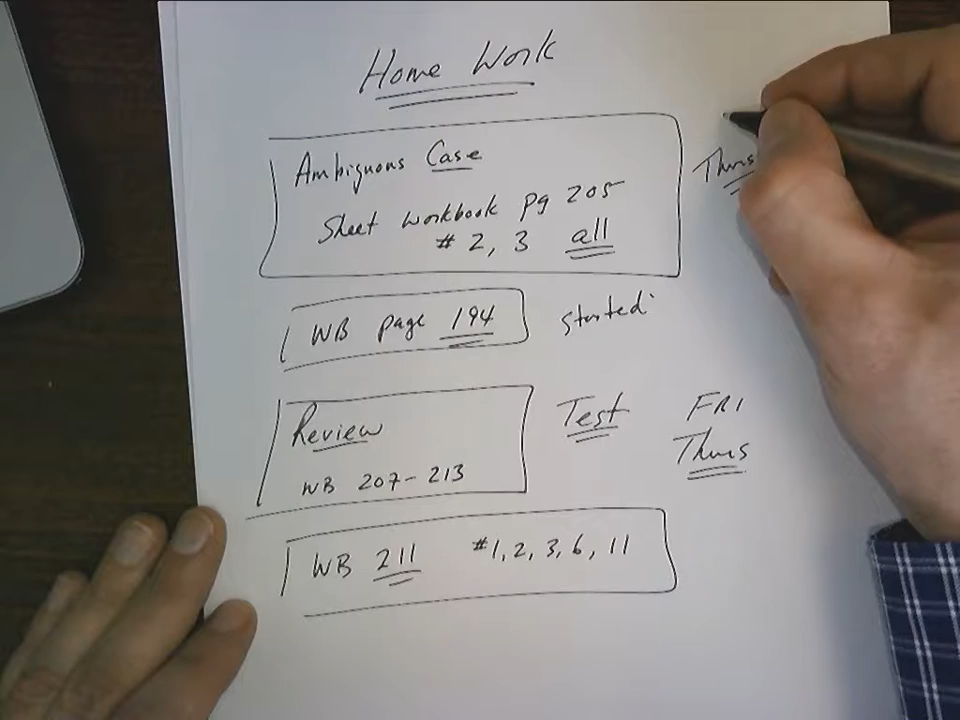 Home Work
Ambiguous Case
Thurs
Sheet Workbook Pg 205
# 2, 3 all
WB page 194
started
Review
WB 207-213
Test FRI
Thurs
WB 211 #1, 2, 3, 6, 11